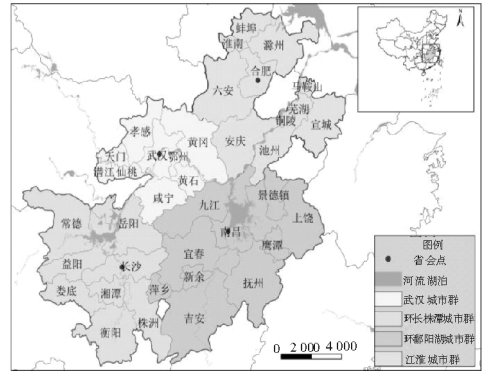 N
蚌埠
淮南
滁州
合肥
六安
马鞍山
芜湖
铜陵
宣城
孝感
黄冈
安庆
池州
天门
武汉鄂州
潜江 仙桃
黄石
咸宁
九江
景德镇
常德
岳阳
南昌
上饶
益阳
长沙
宜春
鹰潭
娄底
湘潭
萍乡
新余
抚州
衡阳
株洲
吉安
0 2 000 4 000
图例
省会点
河流湖泊
武汉城市群
环长株潭城市群
环鄱阳湖城市群
江淮城市群